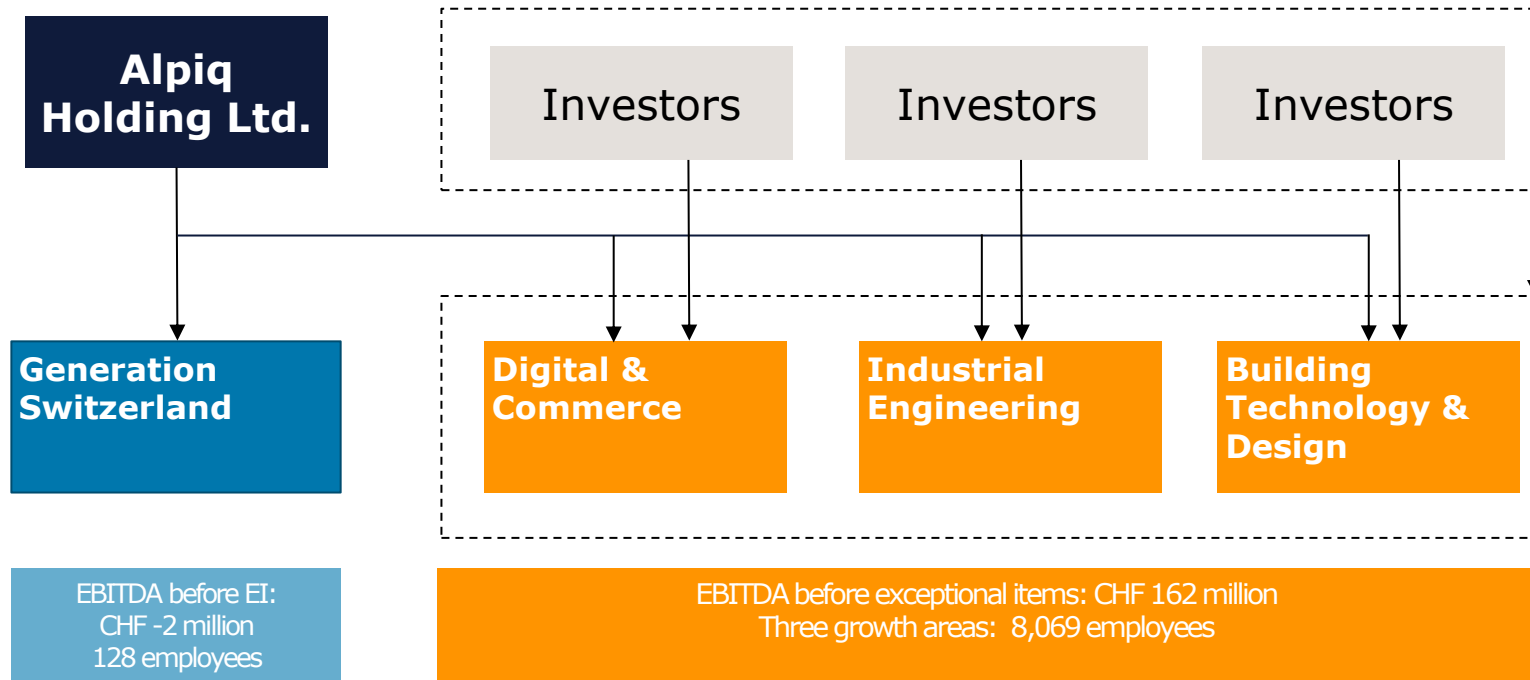 Alpiq
Holding Ltd.
Investors
Investors
Investors
Generation
Switzerland
Digital &
Commerce
Industrial
Engineering
Building
Technology &
Design
EBITDA before EI:
CHF -2 million
128 employees
EBITDA before exceptional items: CHF 162 million
Three growth areas: 8,069 employees